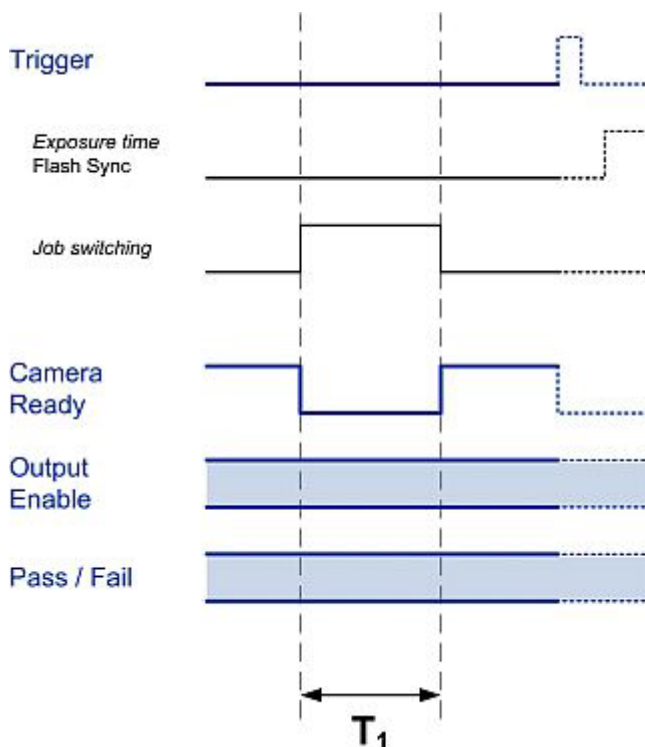 Trigger
Exposure time
Flash Sync
Job switching
Camera
Ready
Output
Enable
Pass / Fail
T₁